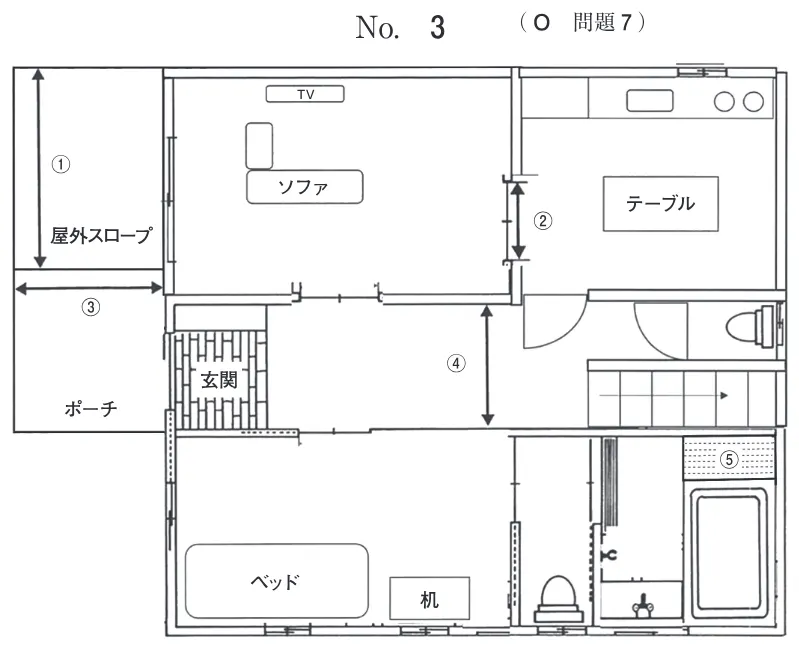 No. 3 （O 問題７）
TV
①
ソファ
テーブル
②
屋外スロープ
③
④
玄関
ポーチ
⑤
ベッド
机